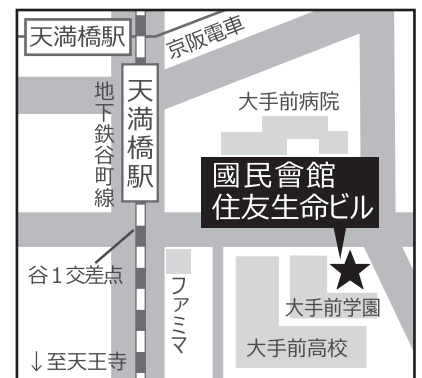 天満橋駅
京阪電車
地下鉄谷町線
天満橋駅
大手前病院
國民會館
住友生命ビル
谷1交差点
ファミマ
大手前学園
大手前高校
↓至天王寺